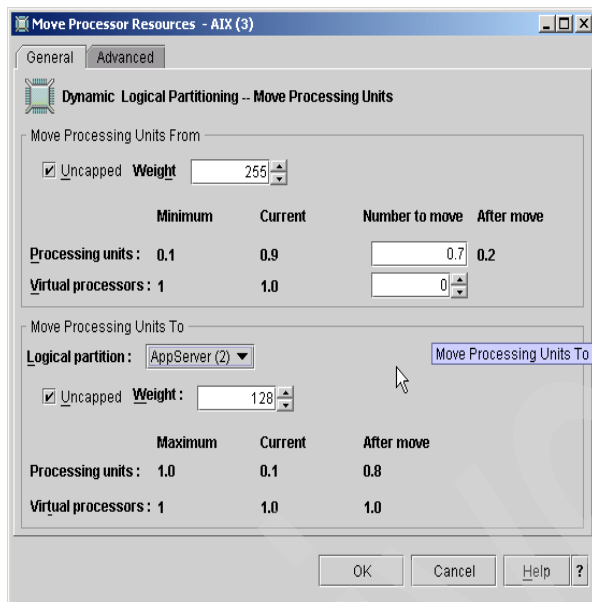 Move Processor Resources - AIX (3)
General Advanced
Dynamic Logical Partitioning -- Move Processing Units
Move Processing Units From
Uncapped Weight 255
Minimum Current Number to move After move
Processing units : 0.1 0.9 0.7 0.2
Virtual processors : 1 1.0 0
Move Processing Units To
Logical partition : AppServer (2) Move Processing Units To
Uncapped Weight : 128
Maximum Current After move
Processing units : 1.0 0.1 0.8
Virtual processors : 1 1.0 1.0
OK Cancel Help ?